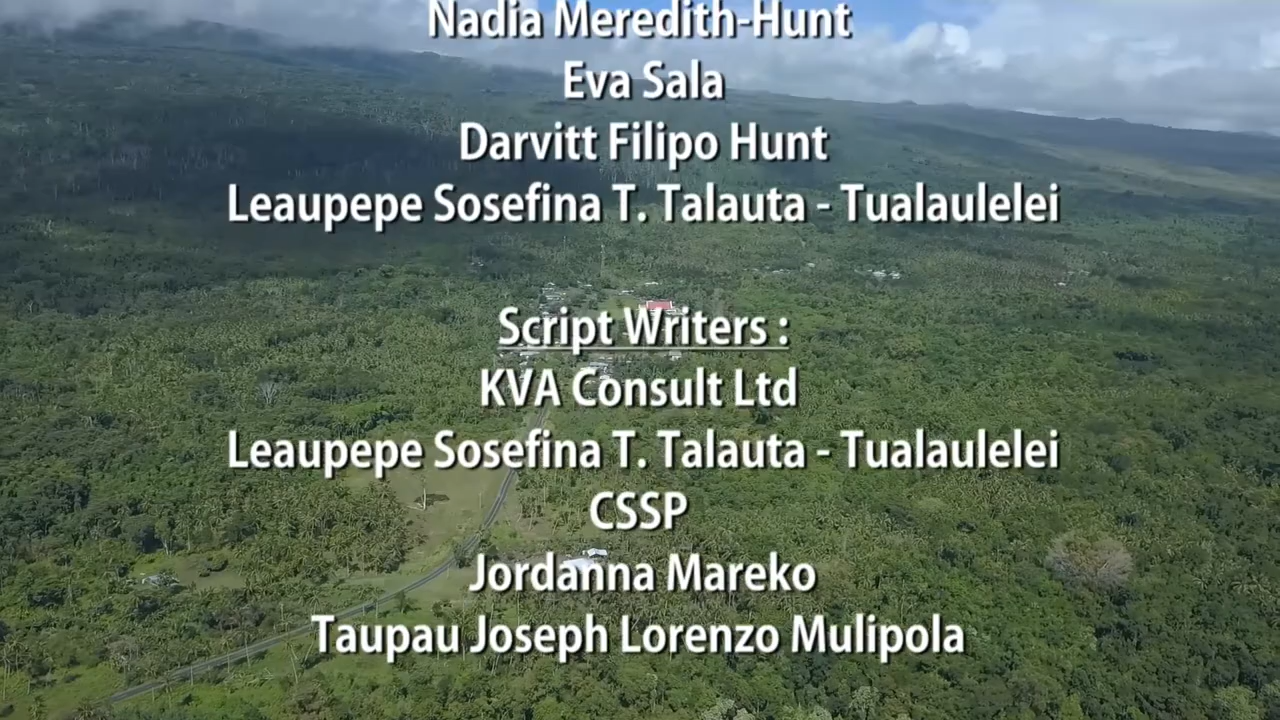 Nadia Meredith-Hunt
Eva Sala
Darvitt Filipo Hunt
Leaupepe Sosefina T. Talauta - Tualaulelei
Script Writers :
KVA Consult Ltd
Leaupepe Sosefina T. Talauta - Tualaulelei
CSSP
Jordanna Mareko
Taupau Joseph Lorenzo Mulipola